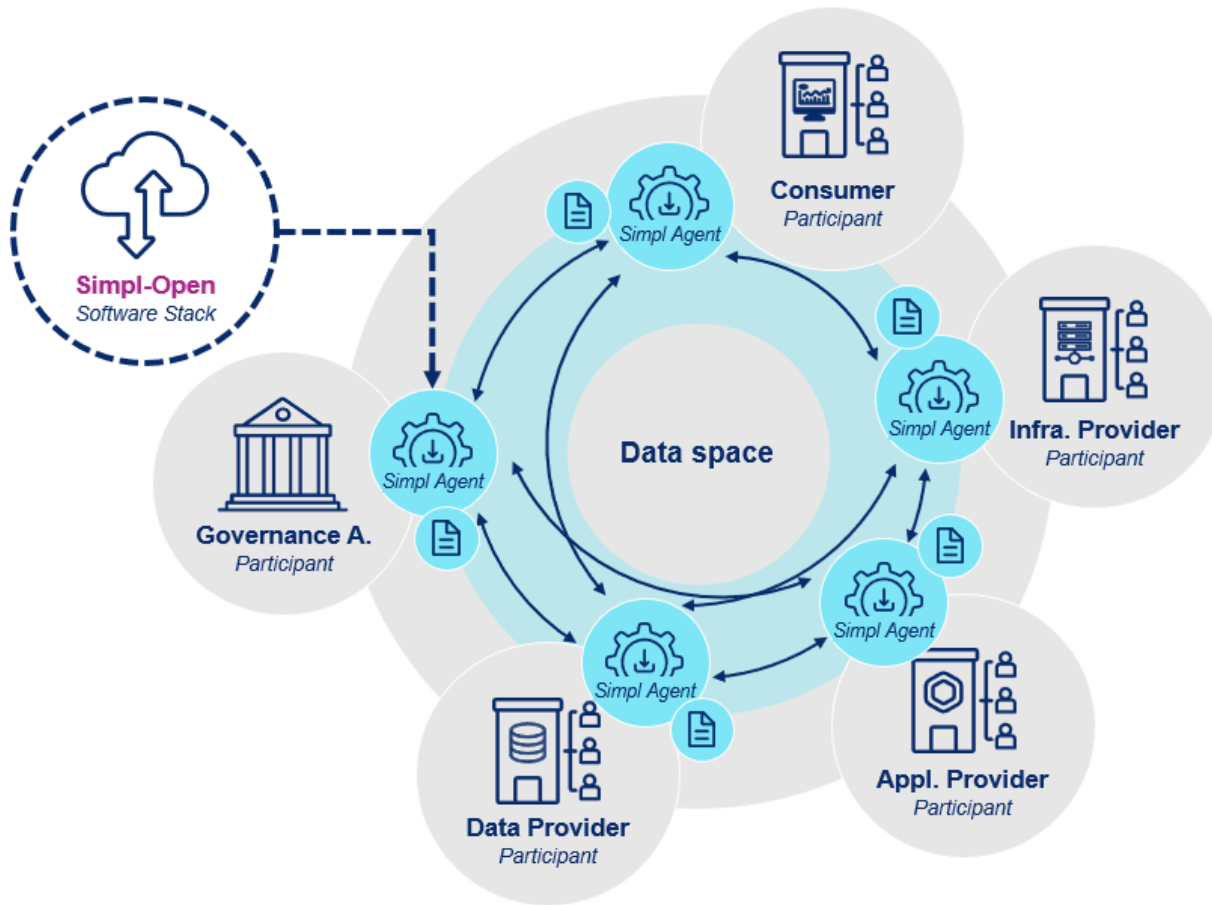 Consumer
Participant
Simpl Agent
Simpl-Open
Software Stack
Simpl Agent
Infra. Provider
Participant
Data space
Simpl Agent
Governance A.
Participant
Simpl Agent
Simpl Agent
Appl. Provider
Participant
Data Provider
Participant